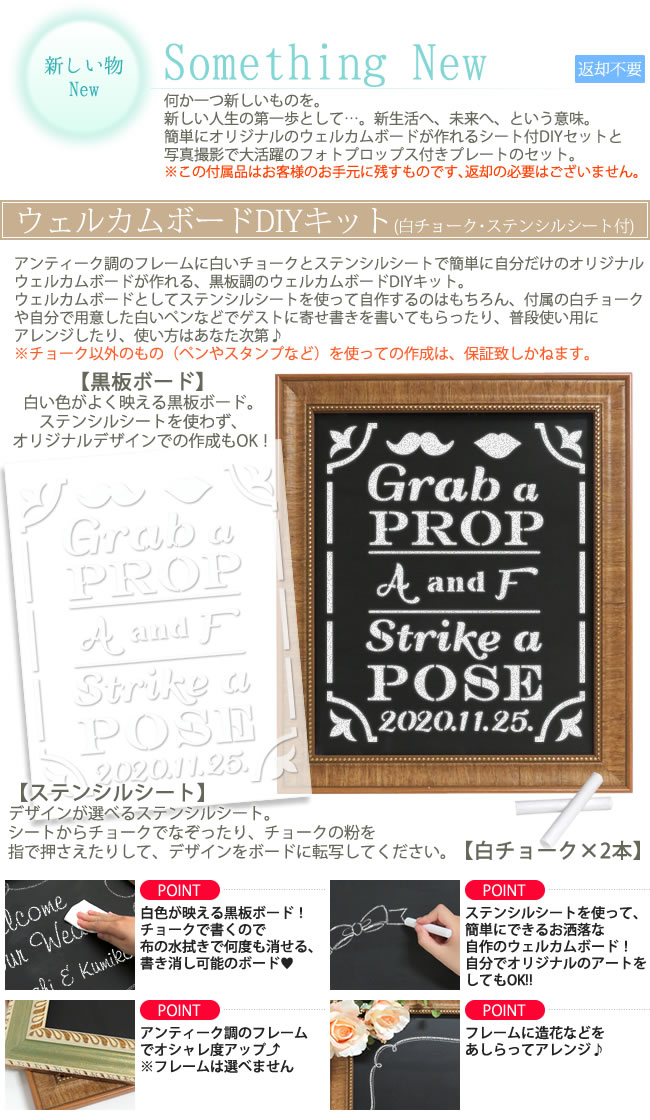 新しい物
New
Something New
返却不要
何か一つ新しいものを。
新しい人生の第一歩として…。新生活へ、未来へ、という意味。
簡単にオリジナルのウェルカムボードが作れるシート付DIYセットと
写真撮影で大活躍のフォトプロップス付きプレートのセット。
※この付属品はお客様のお手元に残すものです、返却の必要はございません。
ウェルカムボードDIYキット(白チョーク・ステンシルシート付)
アンティーク調のフレームに白いチョークとステンシルシートで簡単に自分だけのオリジナル
ウェルカムボードが作れる、黒板調のウェルカムボードDIYキット。
ウェルカムボードとしてステンシルシートを使って自作するのはもちろん、付属の白チョーク
や自分で用意した白いペンなどでゲストに寄せ書きを書いてもらったり、普段使い用に
アレンジしたり、使い方はあなた次第♪
※チョーク以外のもの（ペンやスタンプなど）を使っての作成は、保証致しかねます。
【黒板ボード】
白い色がよく映える黒板ボード。
ステンシルシートを使わず、
オリジナルデザインでの作成もOK！
Grab a
PROP
A and F
Strike a
POSE
2020.11.25.
Grab a
PROP
A and F
Strike a
POSE
2020.11.25.
【ステンシルシート】
デザインが選べるステンシルシート。
シートからチョークでなぞったり、チョークの粉を
指で押さえたりして、デザインをボードに転写してください。
【白チョーク×2本】
POINT
白色が映える黒板ボード！
チョークで書くので
布の水拭きで何度も消せる、
書き消し可能のボード♥
POINT
ステンシルシートを使って、
簡単にできるお洒落な
自作のウェルカムボード！
自分でオリジナルのアートを
してもOK!!
POINT
アンティーク調のフレーム
でオシャレ度アップ⤴
※フレームは選べません
POINT
フレームに造花などを
あしらってアレンジ♪
elcome
ur We
hi & Kumik